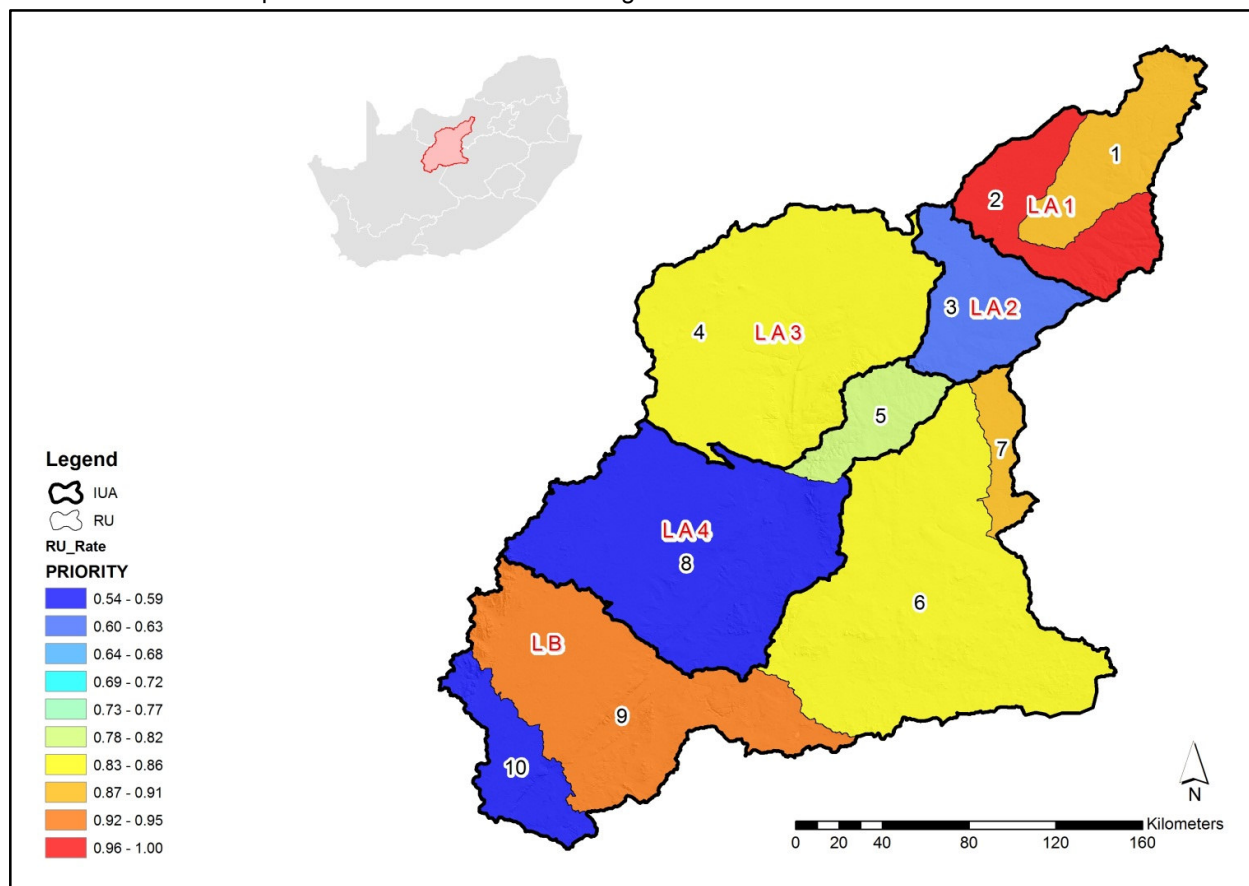 1
2
LA1
3
LA2
4
LA3
5
7
LA4
8
6
LB
9
10
Legend
IUA
RU
RU_Rate
PRIORITY
0.54 - 0.59
0.60 - 0.63
0.64 - 0.68
0.69 - 0.72
0.73 - 0.77
0.78 - 0.82
0.83 - 0.86
0.87 - 0.91
0.92 - 0.95
0.96 - 1.00
N
Kilometers
0 20 40 80 120 160